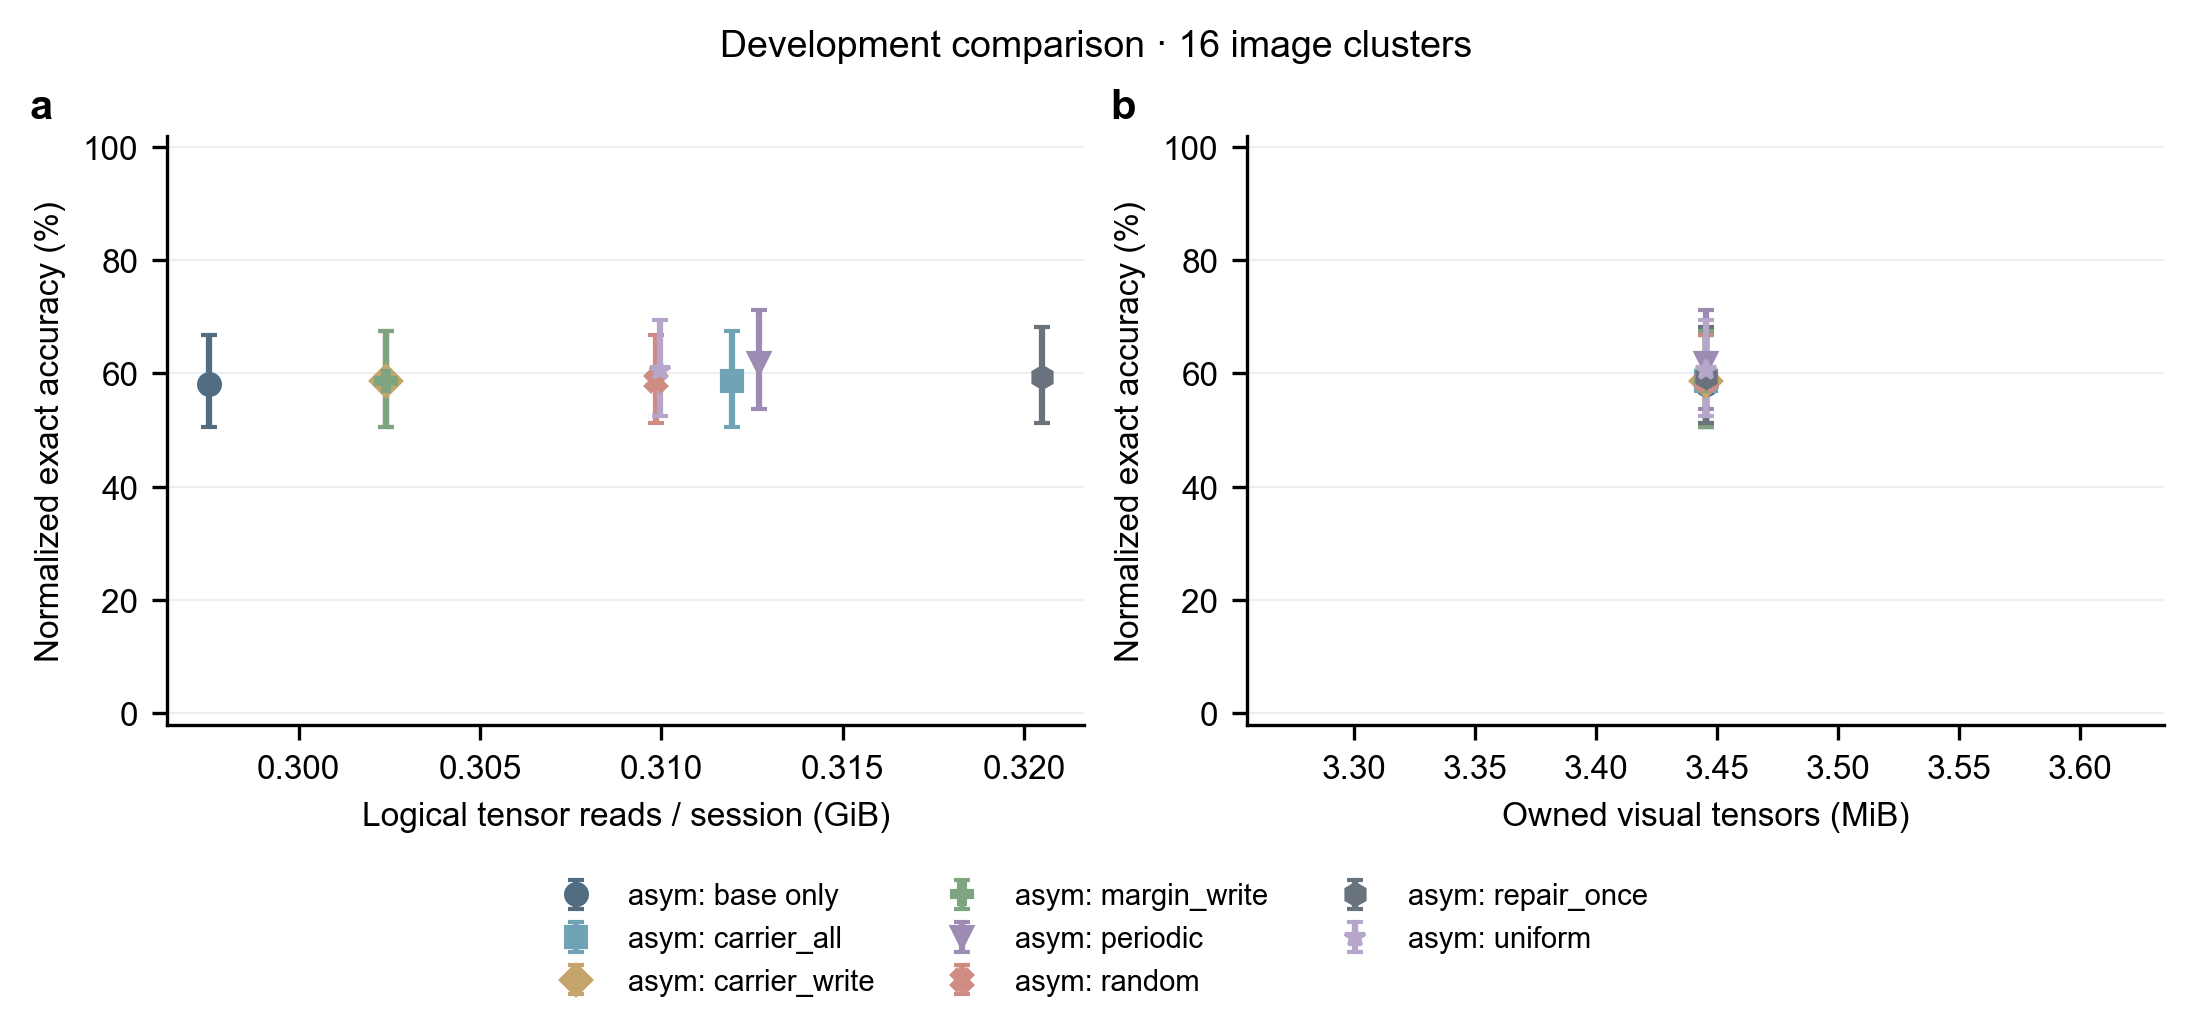 Development comparison · 16 image clusters
a
Normalized exact accuracy (%)
100
80
60
40
20
0
0.300 0.305 0.310 0.315 0.320
Logical tensor reads / session (GiB)
b
Normalized exact accuracy (%)
100
80
60
40
20
0
3.30 3.35 3.40 3.45 3.50 3.55 3.60
Owned visual tensors (MiB)
asym: base only
asym: carrier_all
asym: carrier_write
asym: margin_write
asym: periodic
asym: random
asym: repair_once
asym: uniform